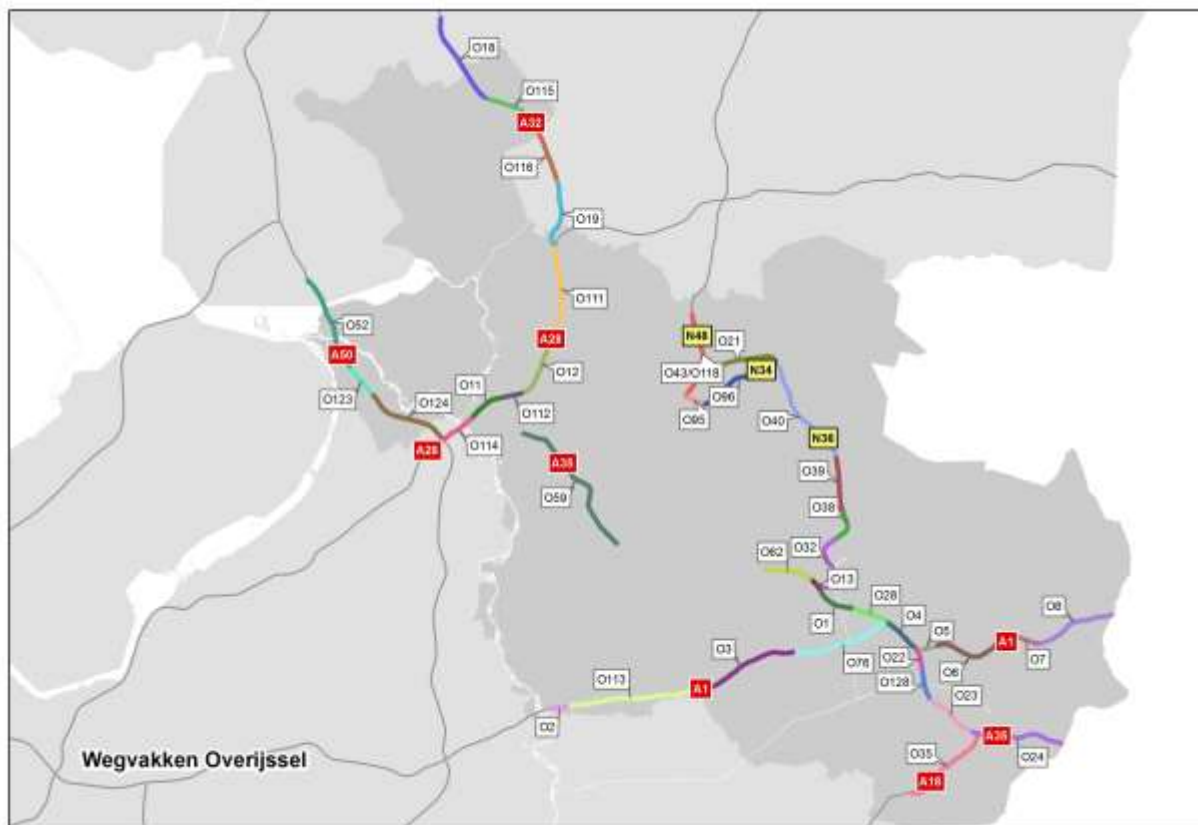 O18
O115
A32
O116
O19
O111
O52
A50
A28
N48
O21
O43/O118
N34
O11
O12
O123
O124
O112
O95
O96
O40
A28
O114
N36
A35
O39
O59
O38
O62
O32
O13
O28
O4
O1
O5
O8
A1
O3
O76
O22
O6
O7
O113
A1
O128
O23
O2
A35
O24
Wegvakken Overijssel
O35
A18